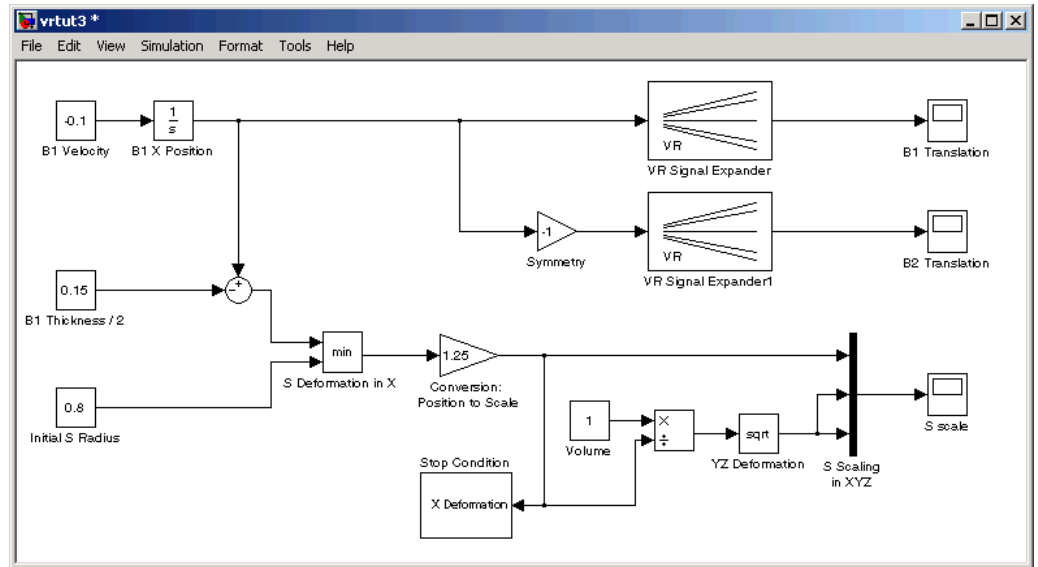 vrtut3 *
File Edit View Simulation Format Tools Help
-0.1
B1 Velocity
1
s
B1 X Position
VR
VR Signal Expander
B1 Translation
-1
Symmetry
VR
VR Signal Expander1
B2 Translation
0.15
B1 Thickness / 2
- +
min
S Deformation in X
1.25
Conversion:
Position to Scale
0.8
Initial S Radius
1
Volume
×
÷
sqrt
YZ Deformation
S Scaling
in XYZ
S scale
Stop Condition
X Deformation